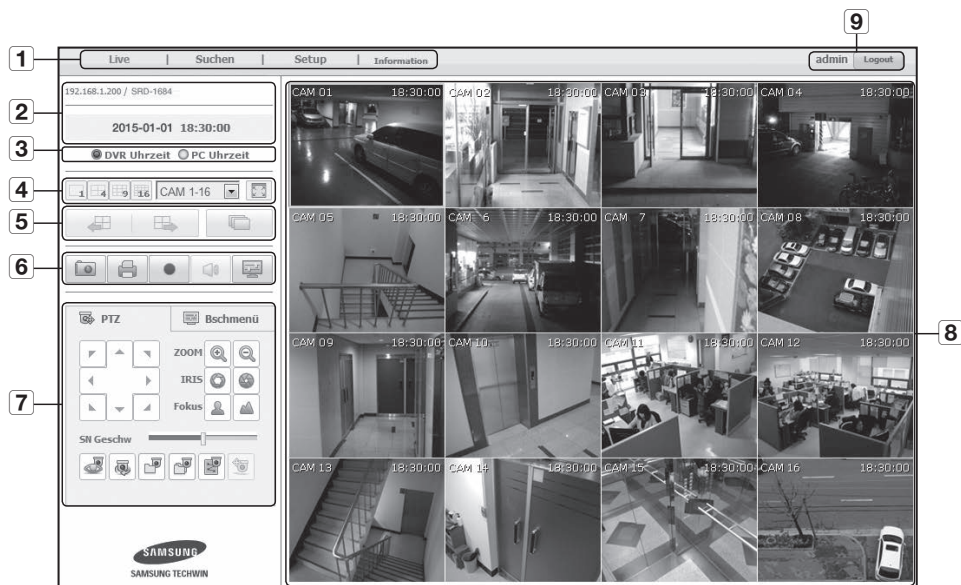 9
1
Live | Suchen | Setup | Information
admin Logout
2
192.168.1.200 / SRD-1684
2015-01-01 18:30:00
3
DVR Uhrzeit PC Uhrzeit
4
1 4 9 16 CAM 1-16
5
6
7
PTZ Bschmenü
ZOOM
IRIS
Fokus
SN Geschw
SAMSUNG
SAMSUNG TECHWIN
CAM 01 18:30:00 CAM 02 18:30:00 CAM 03 18:30:00 CAM 04 18:30:00
CAM 05 18:30:00 CAM 6 18:30:00 CAM 7 18:30:00 CAM 08 18:30:00
8
CAM 09 18:30:00 CAM 10 18:30:00 CAM 11 18:30:00 CAM 12 18:30:00
CAM 13 18:30:00 CAM 14 18:30:00 CAM 15 18:30:00 CAM 16 18:30:00